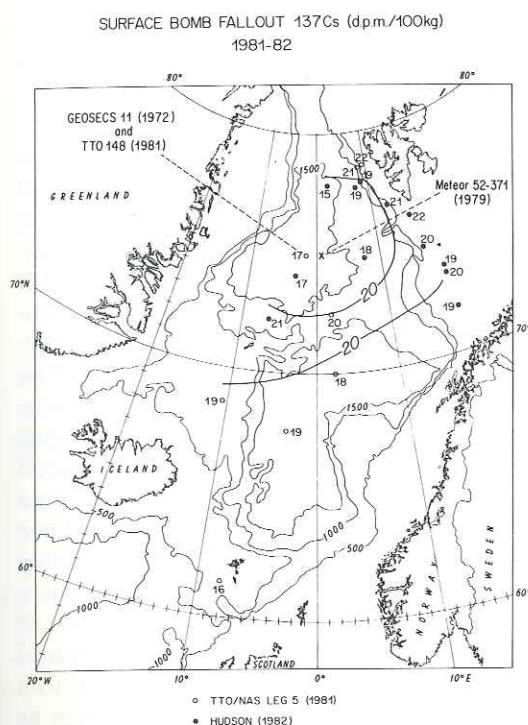 SURFACE BOMB FALLOUT 137Cs (d.p.m./100kg)
1981-82
80°
80°
GEOSECS 11 (1972)
and
TTO 148 (1981)
1500
22
21
19
15
19
21
Meteor 52-371
(1979)
GREENLAND
22
17
X
18
20
19
20
17
70°N
20
21
20
19
20
70°
18
19
1500
19
ICELAND
500
1000
500
60°
16
1000
1000
NORWAY
SWEDEN
60°
SCOTLAND
20°W
10°
0°
10°E
○ TTO/NAS LEG 5 (1981)
● HUDSON (1982)